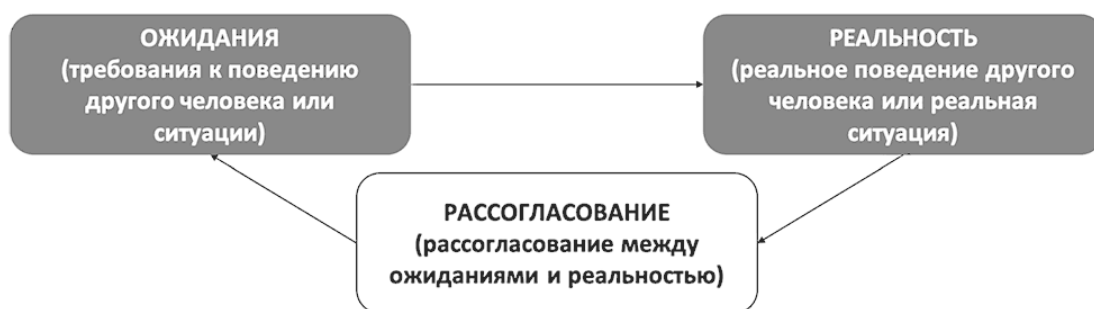 ОЖИДАНИЯ
(требования к поведению
другого человека или
ситуации)
РЕАЛЬНОСТЬ
(реальное поведение другого
человека или реальная
ситуация)
РАССОГЛАСОВАНИЕ
(рассогласование между
ожиданиями и реальностью)